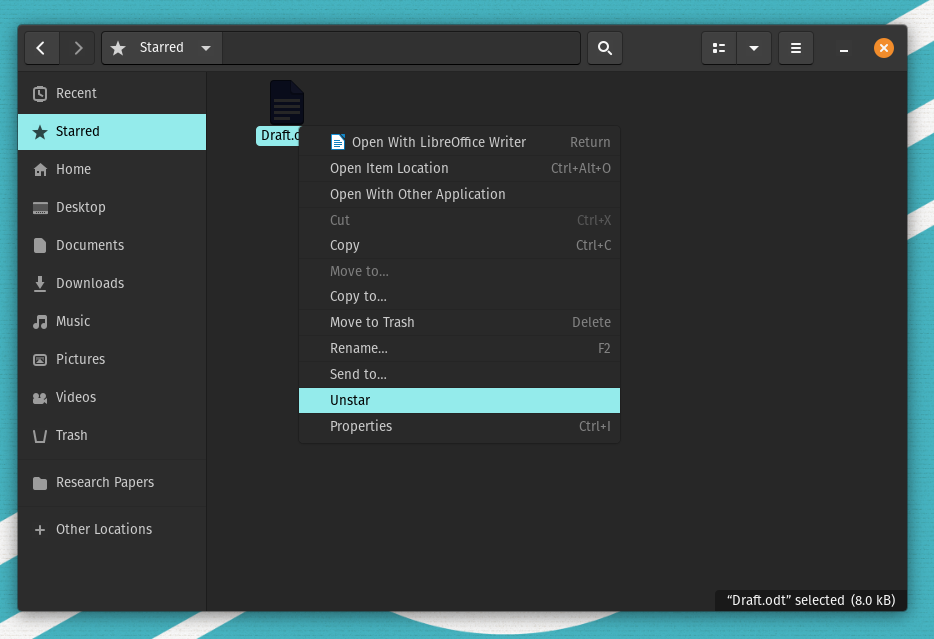 Starred
Recent
Starred
Home
Desktop
Documents
Downloads
Music
Pictures
Videos
Trash
Research Papers
Other Locations
Draft.o
Open With LibreOffice Writer Return
Open Item Location Ctrl+Alt+O
Open With Other Application
Cut Ctrl+X
Copy Ctrl+C
Move to...
Copy to...
Move to Trash Delete
Rename... F2
Send to...
Unstar
Properties Ctrl+I
“Draft.odt” selected (8.0 kB)